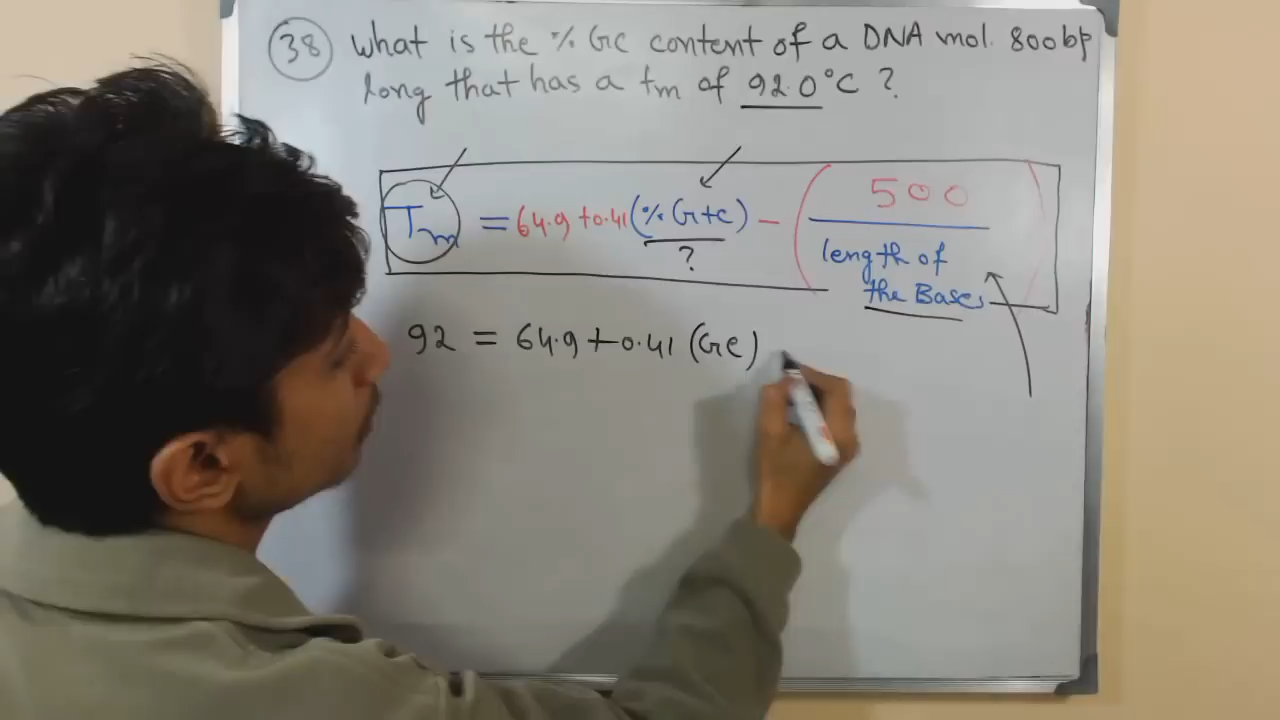 38 What is the % GC content of a DNA mol. 800bp
long that has a tm of 92.0°C ?
Tm = 64.9 +0.41 (% G+C) - ( 500
?
length of
the Bases )
92 = 64.9 + 0.41 (GC)